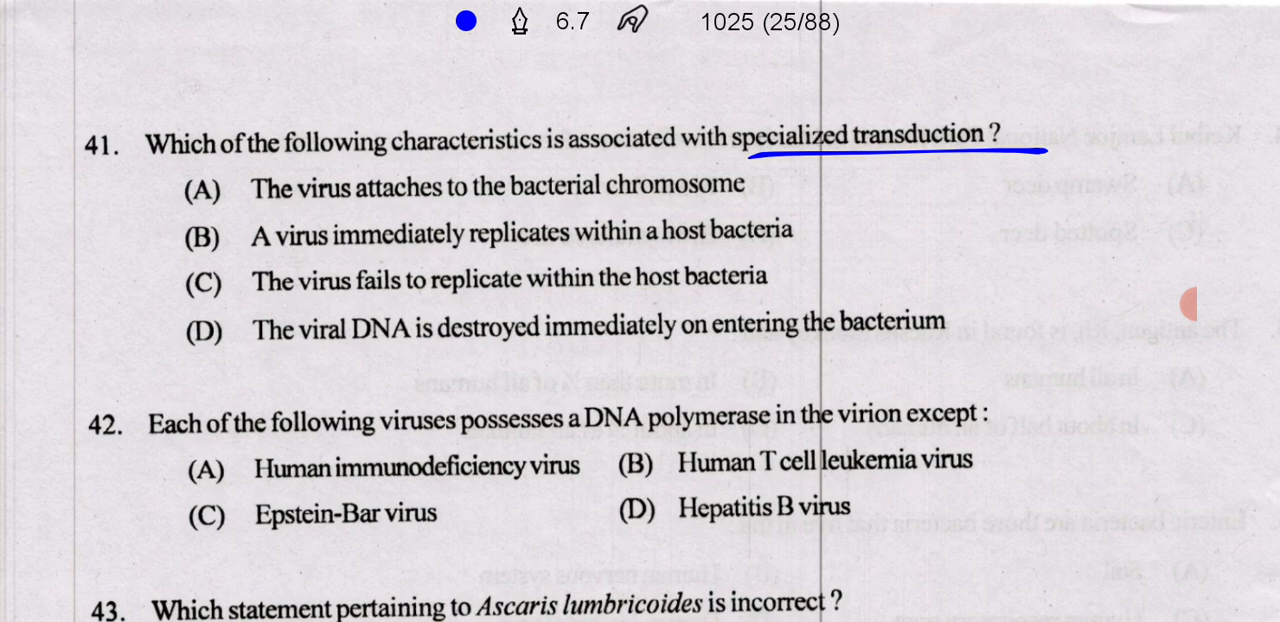 6.7 1025 (25/88)
41. Which of the following characteristics is associated with specialized transduction ?
(A) The virus attaches to the bacterial chromosome
(B) A virus immediately replicates within a host bacteria
(C) The virus fails to replicate within the host bacteria
(D) The viral DNA is destroyed immediately on entering the bacterium
42. Each of the following viruses possesses a DNA polymerase in the virion except :
(A) Human immunodeficiency virus (B) Human T cell leukemia virus
(C) Epstein-Bar virus (D) Hepatitis B virus
43. Which statement pertaining to Ascaris lumbricoides is incorrect ?